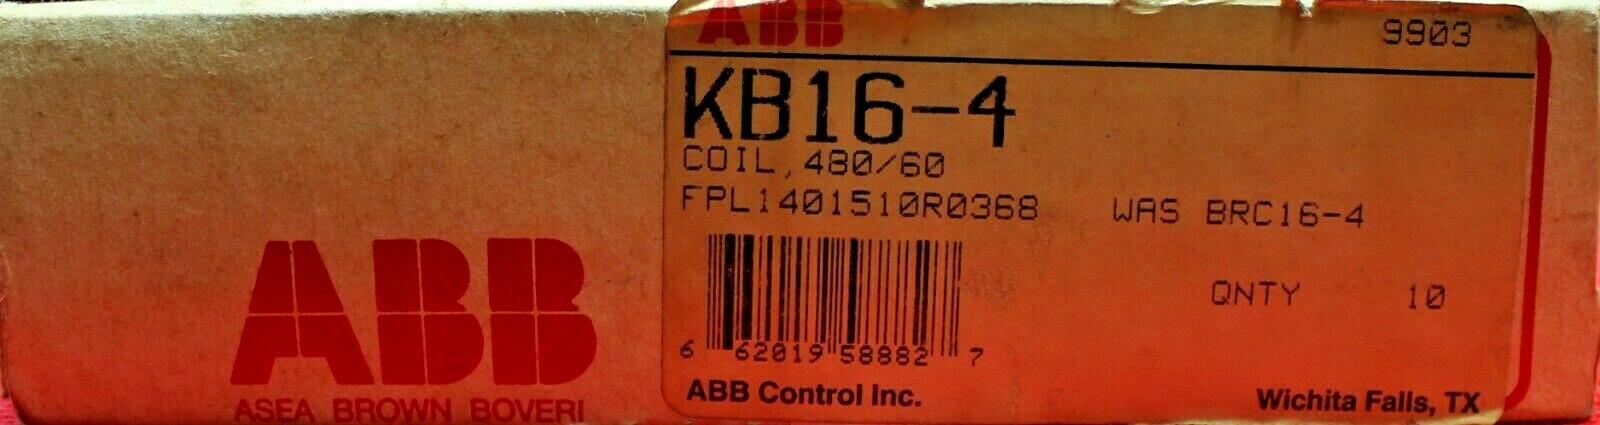 ABB
ASEA BROWN BOVERI
ABB
9903
KB16-4
COIL,480/60
FPL1401510R0368 WAS BRC16-4
QNTY 10
6 62019 58882 7
ABB Control Inc.
Wichita Falls, TX